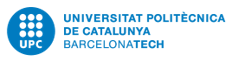 UPC
UNIVERSITAT POLITÈCNICA
DE CATALUNYA
BARCELONATECH